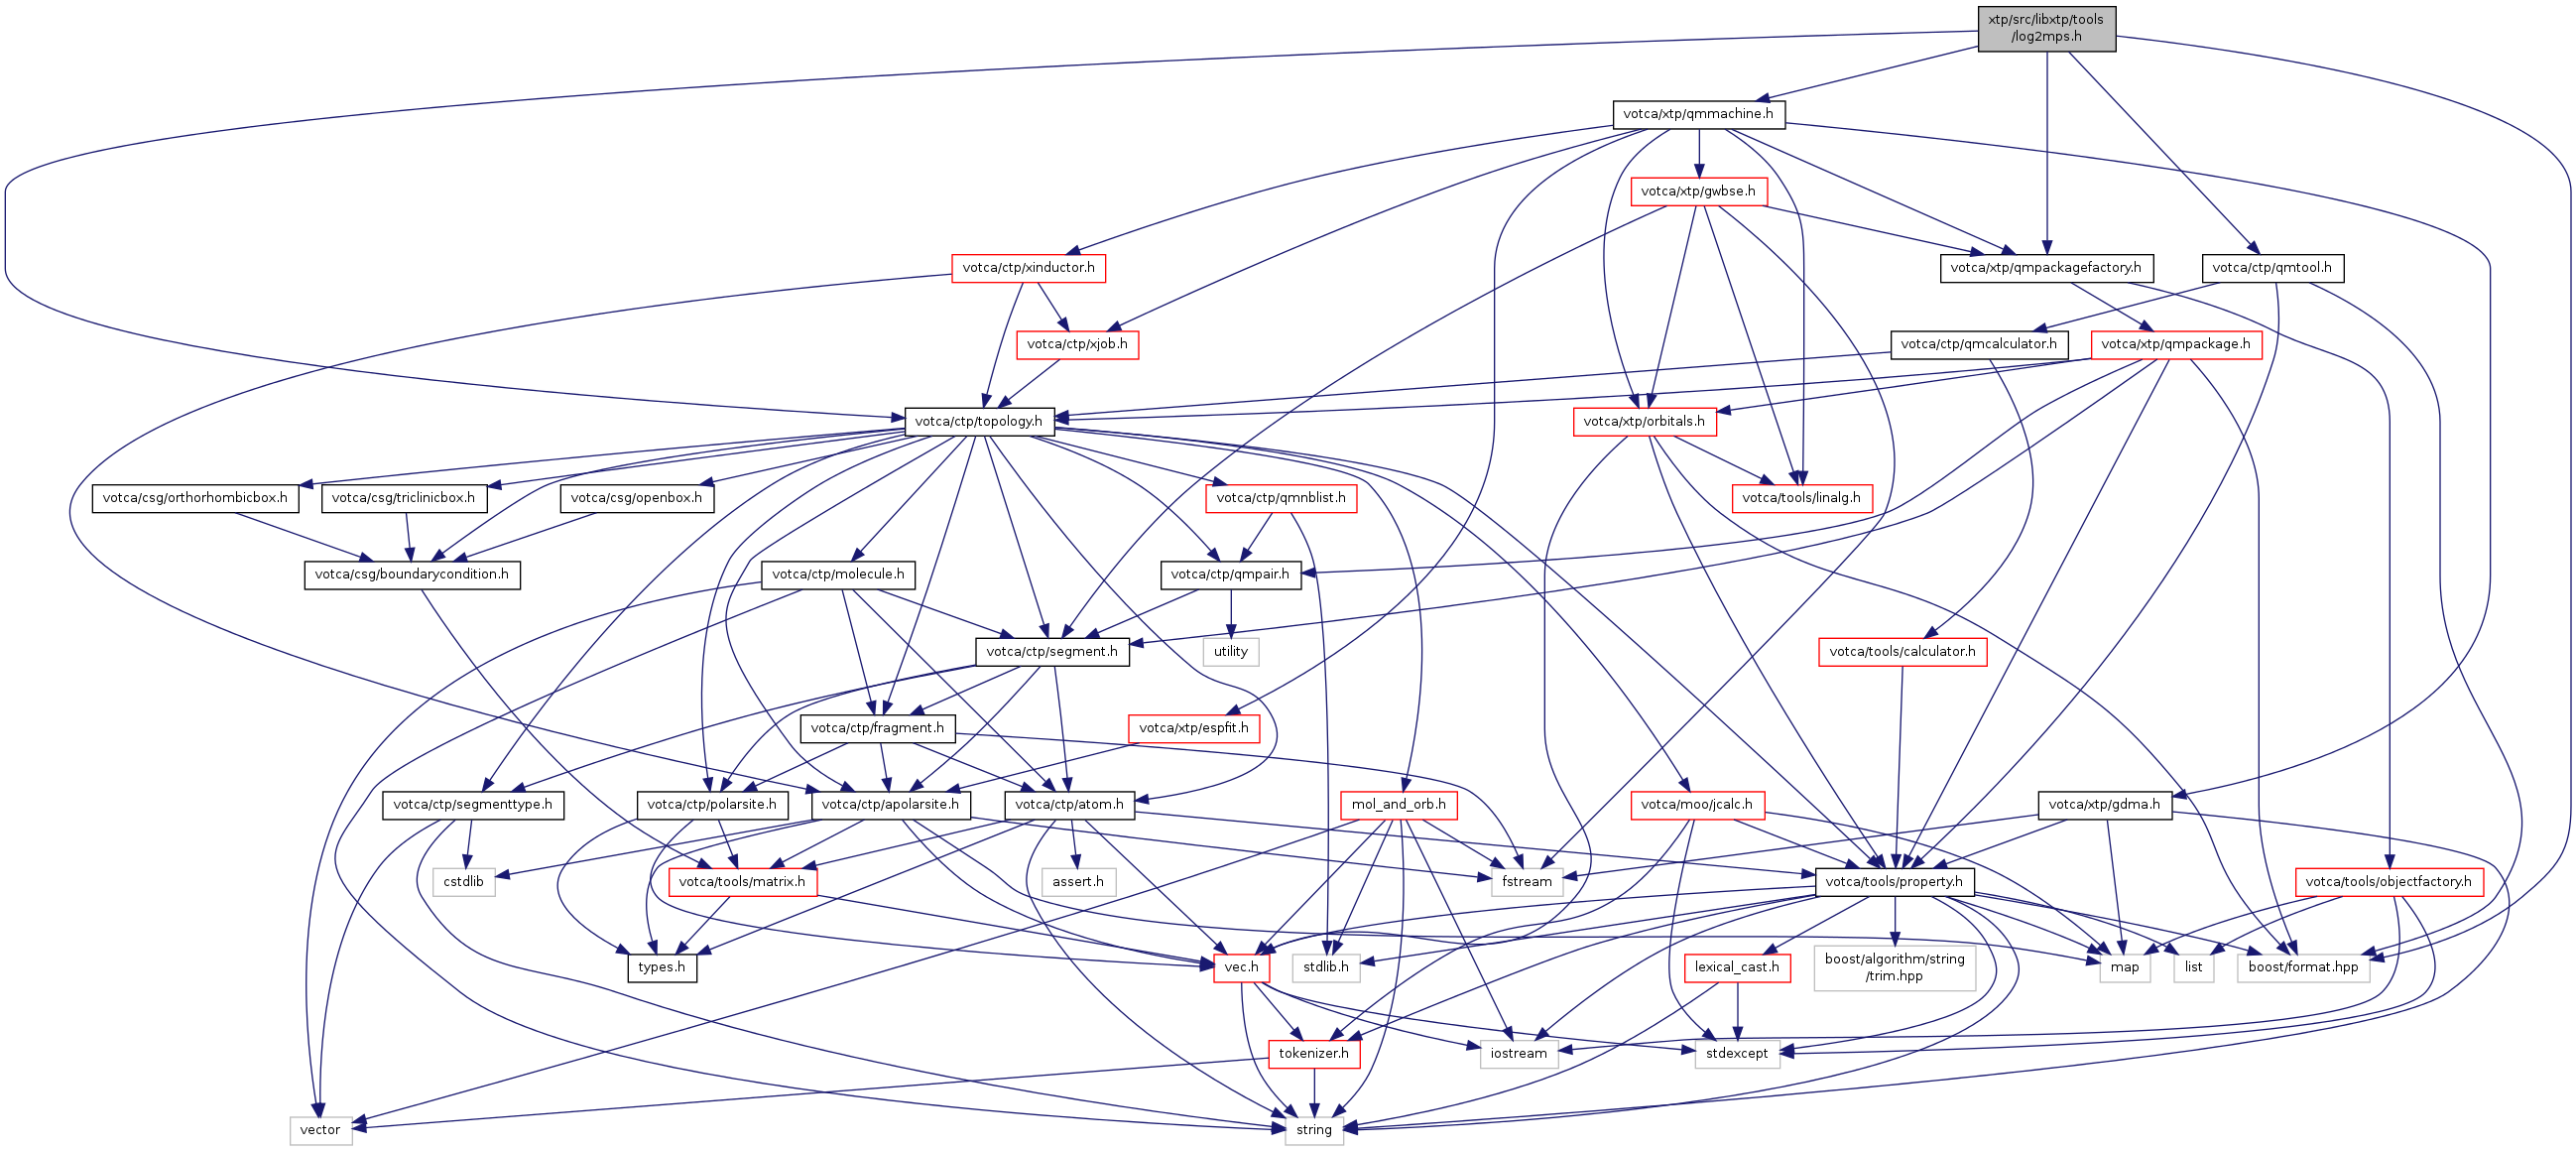 xtp/src/libxtp/tools
/log2mps.h
votca/xtp/qmmachine.h
votca/xtp/gwbse.h
votca/ctp/xinductor.h
votca/xtp/qmpackagefactory.h
votca/ctp/qmtool.h
votca/ctp/xjob.h
votca/ctp/qmcalculator.h
votca/xtp/qmpackage.h
votca/ctp/topology.h
votca/xtp/orbitals.h
votca/csg/orthorhombicbox.h
votca/csg/triclinicbox.h
votca/csg/openbox.h
votca/ctp/qmnblist.h
votca/tools/linalg.h
votca/csg/boundarycondition.h
votca/ctp/molecule.h
votca/ctp/qmpair.h
votca/ctp/segment.h
utility
votca/tools/calculator.h
votca/ctp/fragment.h
votca/xtp/espfit.h
votca/ctp/segmenttype.h
votca/ctp/polarsite.h
votca/ctp/apolarsite.h
votca/ctp/atom.h
mol_and_orb.h
votca/moo/jcalc.h
votca/xtp/gdma.h
cstdlib
votca/tools/matrix.h
assert.h
fstream
votca/tools/property.h
votca/tools/objectfactory.h
types.h
vec.h
stdlib.h
lexical_cast.h
boost/algorithm/string
/trim.hpp
map
list
boost/format.hpp
tokenizer.h
iostream
stdexcept
vector
string